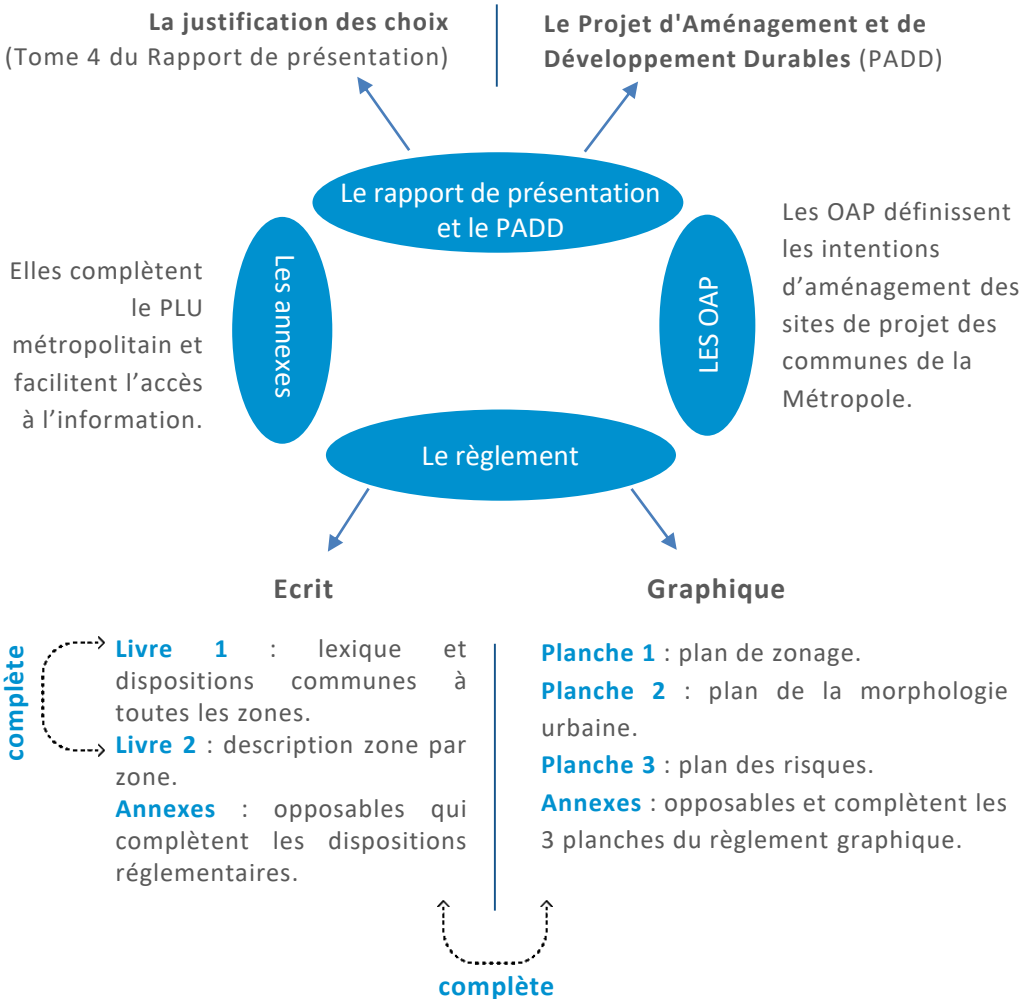 La justification des choix
(Tome 4 du Rapport de présentation)
Le Projet d'Aménagement et de
Développement Durables (PADD)
Le rapport de présentation
et le PADD
Elles complètent
le PLU
métropolitain et
facilitent l’accès
à l’information.
Les annexes
LES OAP
Les OAP définissent
les intentions
d’aménagement des
sites de projet des
communes de la
Métropole.
Le règlement
Ecrit
complète
Livre 1 : lexique et
dispositions communes à
toutes les zones.
Livre 2 : description zone par
zone.
Annexes : opposables qui
complètent les dispositions
réglementaires.
Graphique
Planche 1 : plan de zonage.
Planche 2 : plan de la morphologie
urbaine.
Planche 3 : plan des risques.
Annexes : opposables et complètent les
3 planches du règlement graphique.
complète